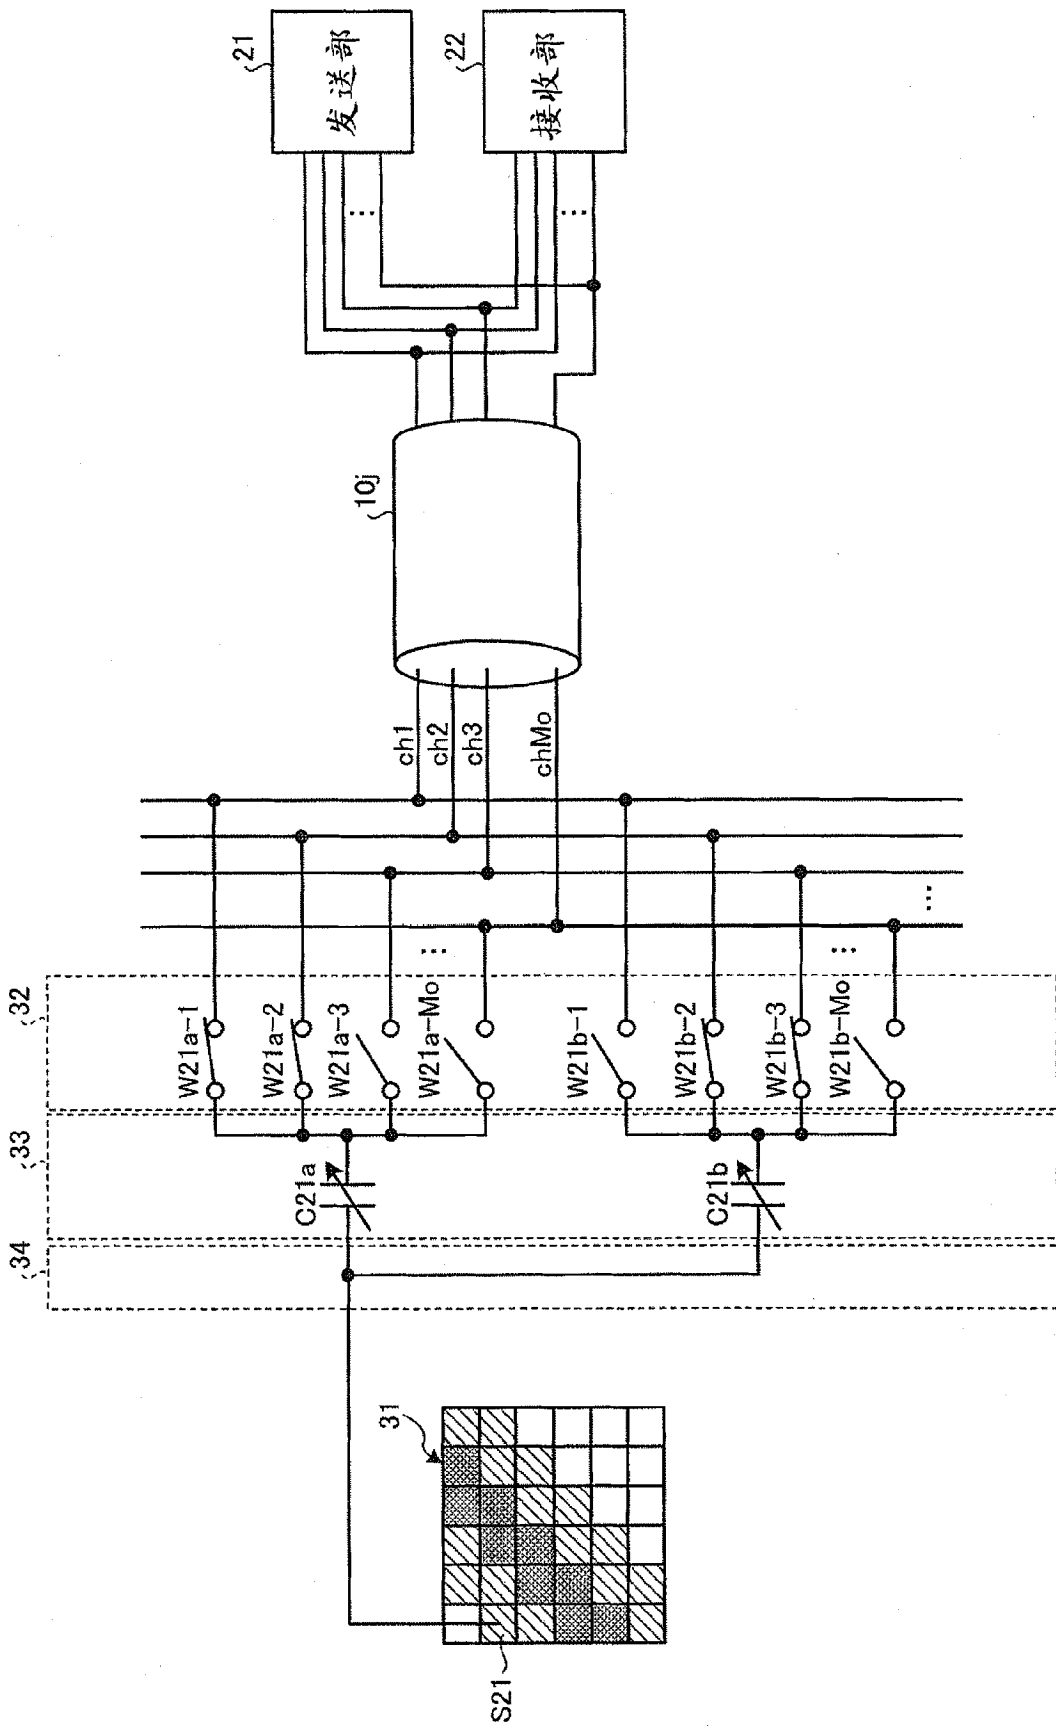 21
发送部
22
接收部
10j
ch1
ch2
ch3
chMo
...
32
W21a-1
W21a-2
W21a-3
W21a-Mo
W21b-1
W21b-2
W21b-3
W21b-Mo
33
C21a
C21b
34
31
S21